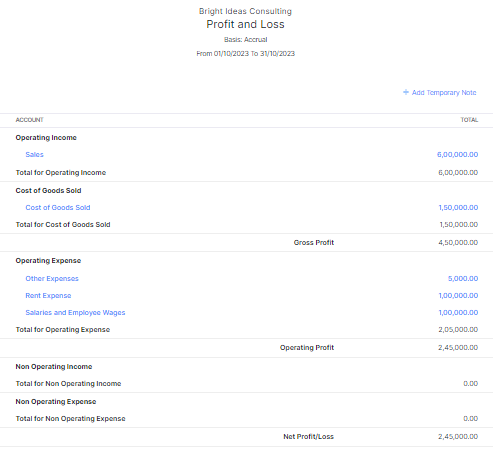 Bright Ideas Consulting
Profit and Loss
Basis: Accrual
From 01/10/2023 To 31/10/2023
+ Add Temporary Note
ACCOUNT TOTAL
Operating Income
Sales 6,00,000.00
Total for Operating Income 6,00,000.00
Cost of Goods Sold
Cost of Goods Sold 1,50,000.00
Total for Cost of Goods Sold 1,50,000.00
Gross Profit 4,50,000.00
Operating Expense
Other Expenses 5,000.00
Rent Expense 1,00,000.00
Salaries and Employee Wages 1,00,000.00
Total for Operating Expense 2,05,000.00
Operating Profit 2,45,000.00
Non Operating Income
Total for Non Operating Income 0.00
Non Operating Expense
Total for Non Operating Expense 0.00
Net Profit/Loss 2,45,000.00